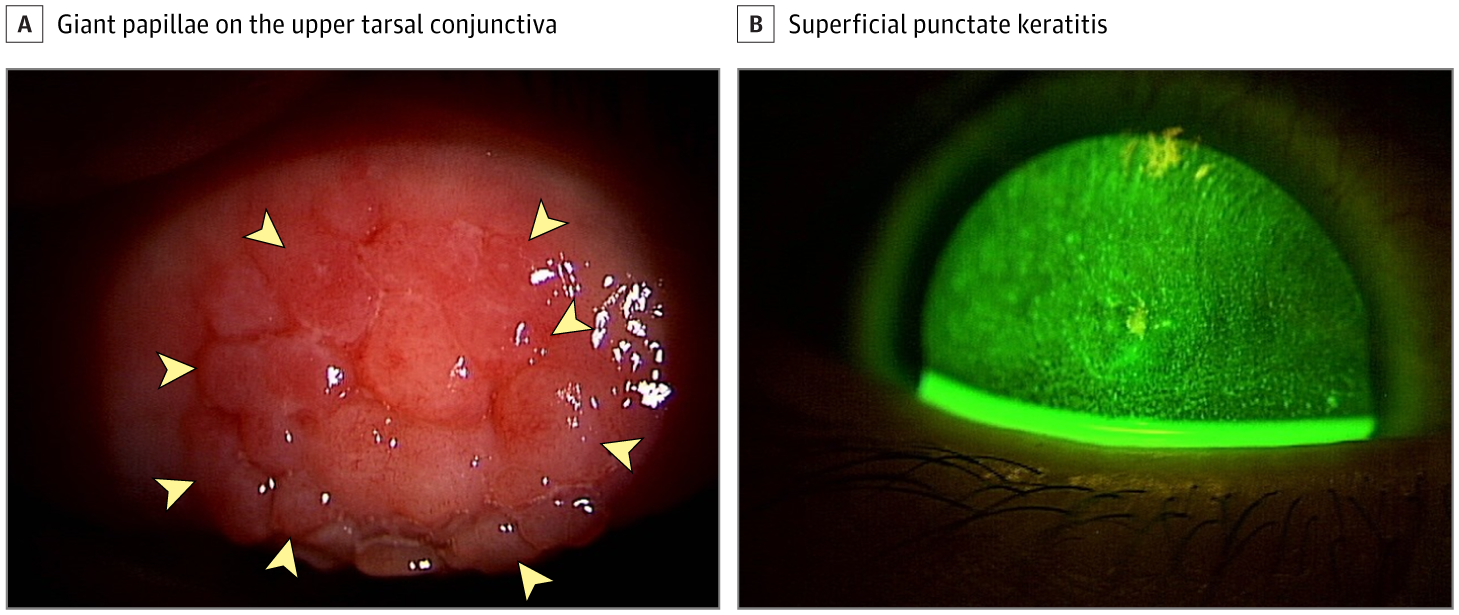 A Giant papillae on the upper tarsal conjunctiva
B Superficial punctate keratitis